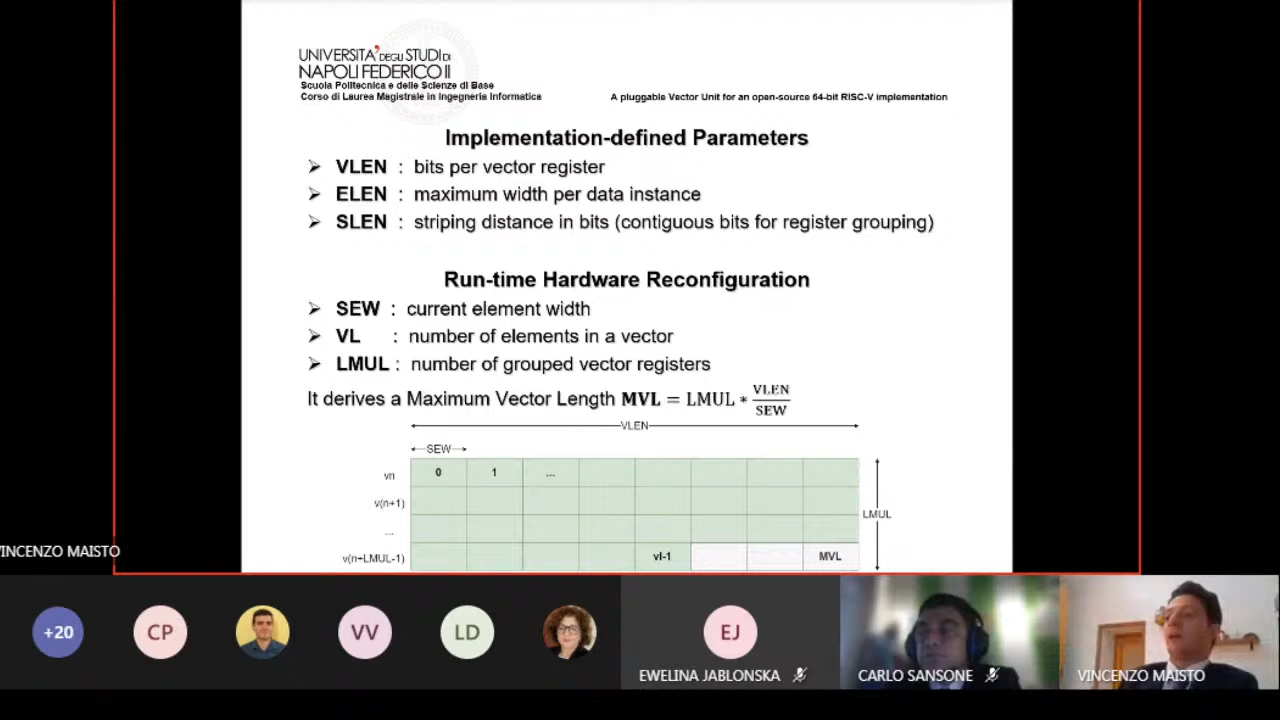 UNIVERSITA' DEGLI STUDI DI
NAPOLI FEDERICO II
Scuola Politecnica e delle Scienze di Base
Corso di Laurea Magistrale in Ingegneria Informatica
A pluggable Vector Unit for an open-source 64-bit RISC-V implementation
Implementation-defined Parameters
➢ VLEN : bits per vector register
➢ ELEN : maximum width per data instance
➢ SLEN : striping distance in bits (contiguous bits for register grouping)
Run-time Hardware Reconfiguration
➢ SEW : current element width
➢ VL : number of elements in a vector
➢ LMUL : number of grouped vector registers
It derives a Maximum Vector Length MVL = LMUL * VLEN/SEW
VLEN
SEW
vn 0 1 ...
v(n+1)
...
LMUL
v(n+LMUL-1) vl-1 MVL
VINCENZO MAISTO
+20 CP VV LD EJ
EWELINA JABLONSKA
CARLO SANSONE
VINCENZO MAISTO